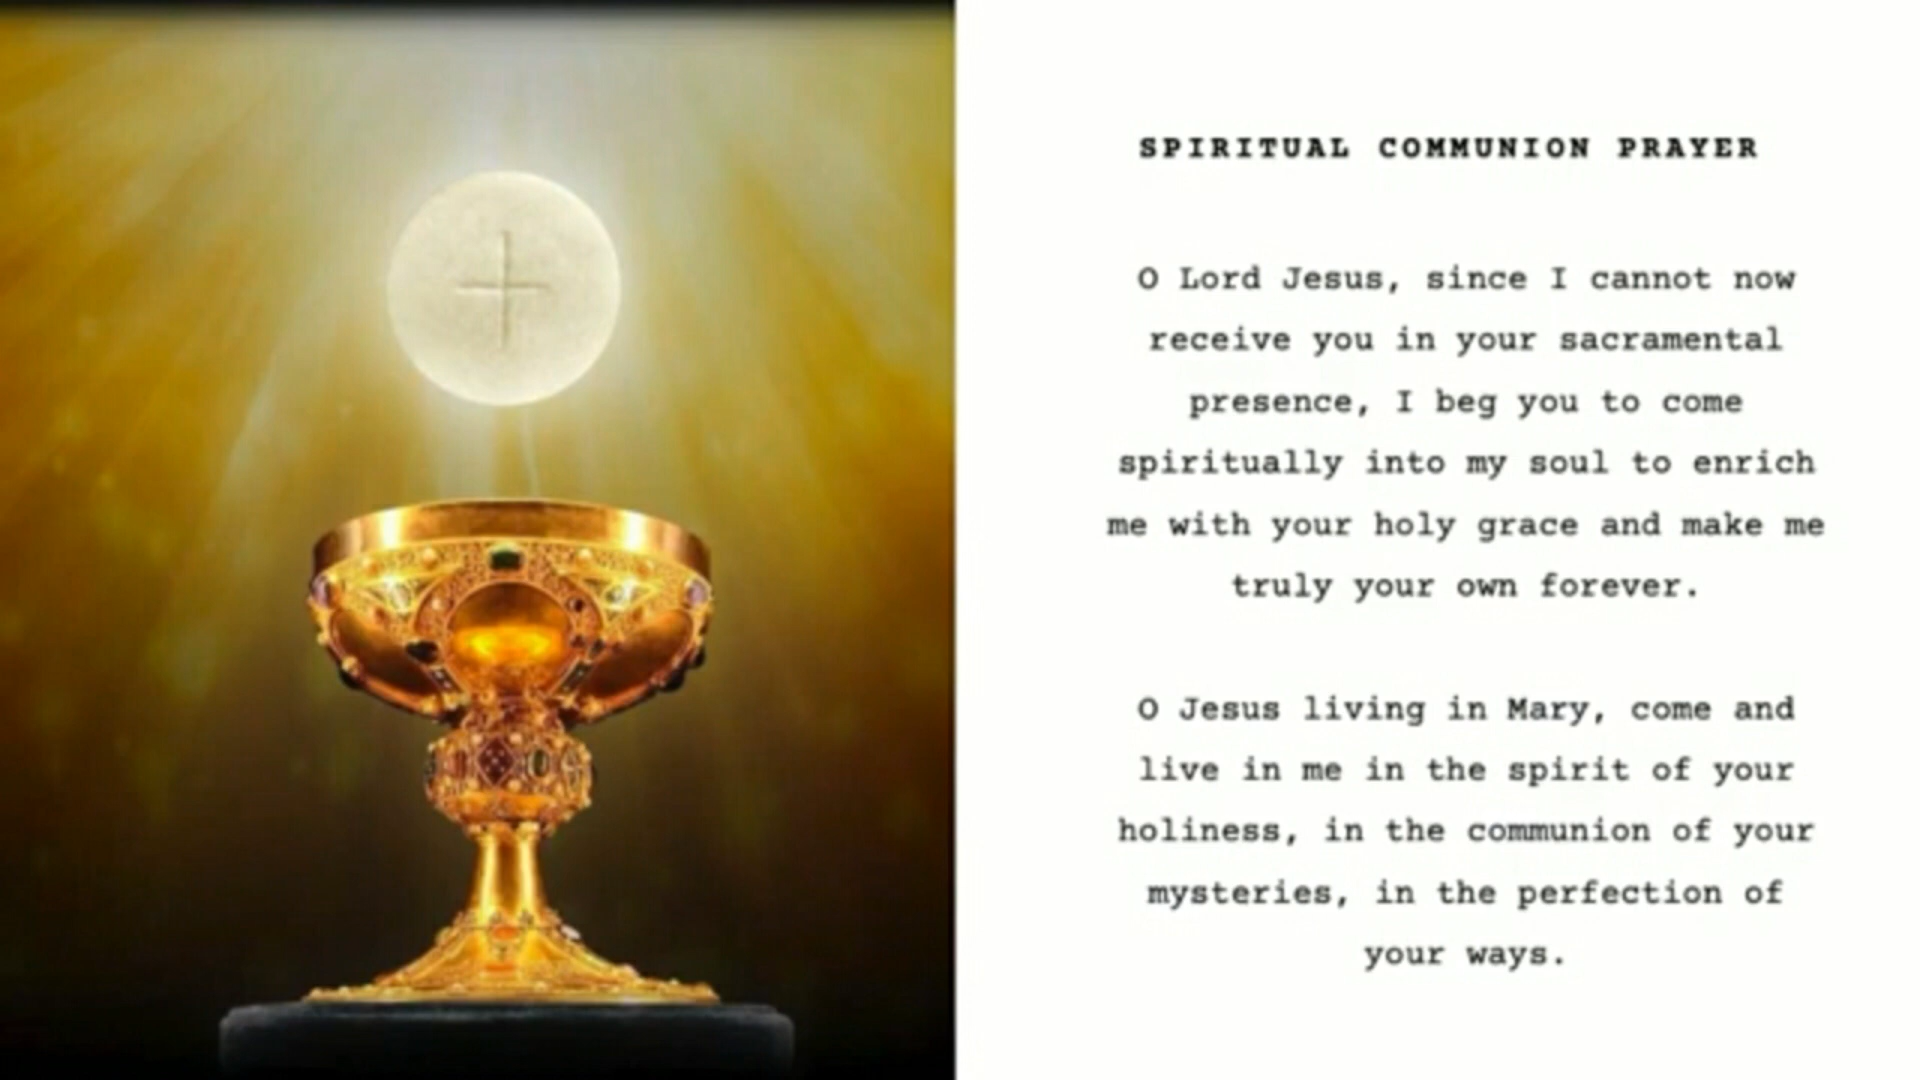 SPIRITUAL COMMUNION PRAYER
O Lord Jesus, since I cannot now
receive you in your sacramental
presence, I beg you to come
spiritually into my soul to enrich
me with your holy grace and make me
truly your own forever.
O Jesus living in Mary, come and
live in me in the spirit of your
holiness, in the communion of your
mysteries, in the perfection of
your ways.